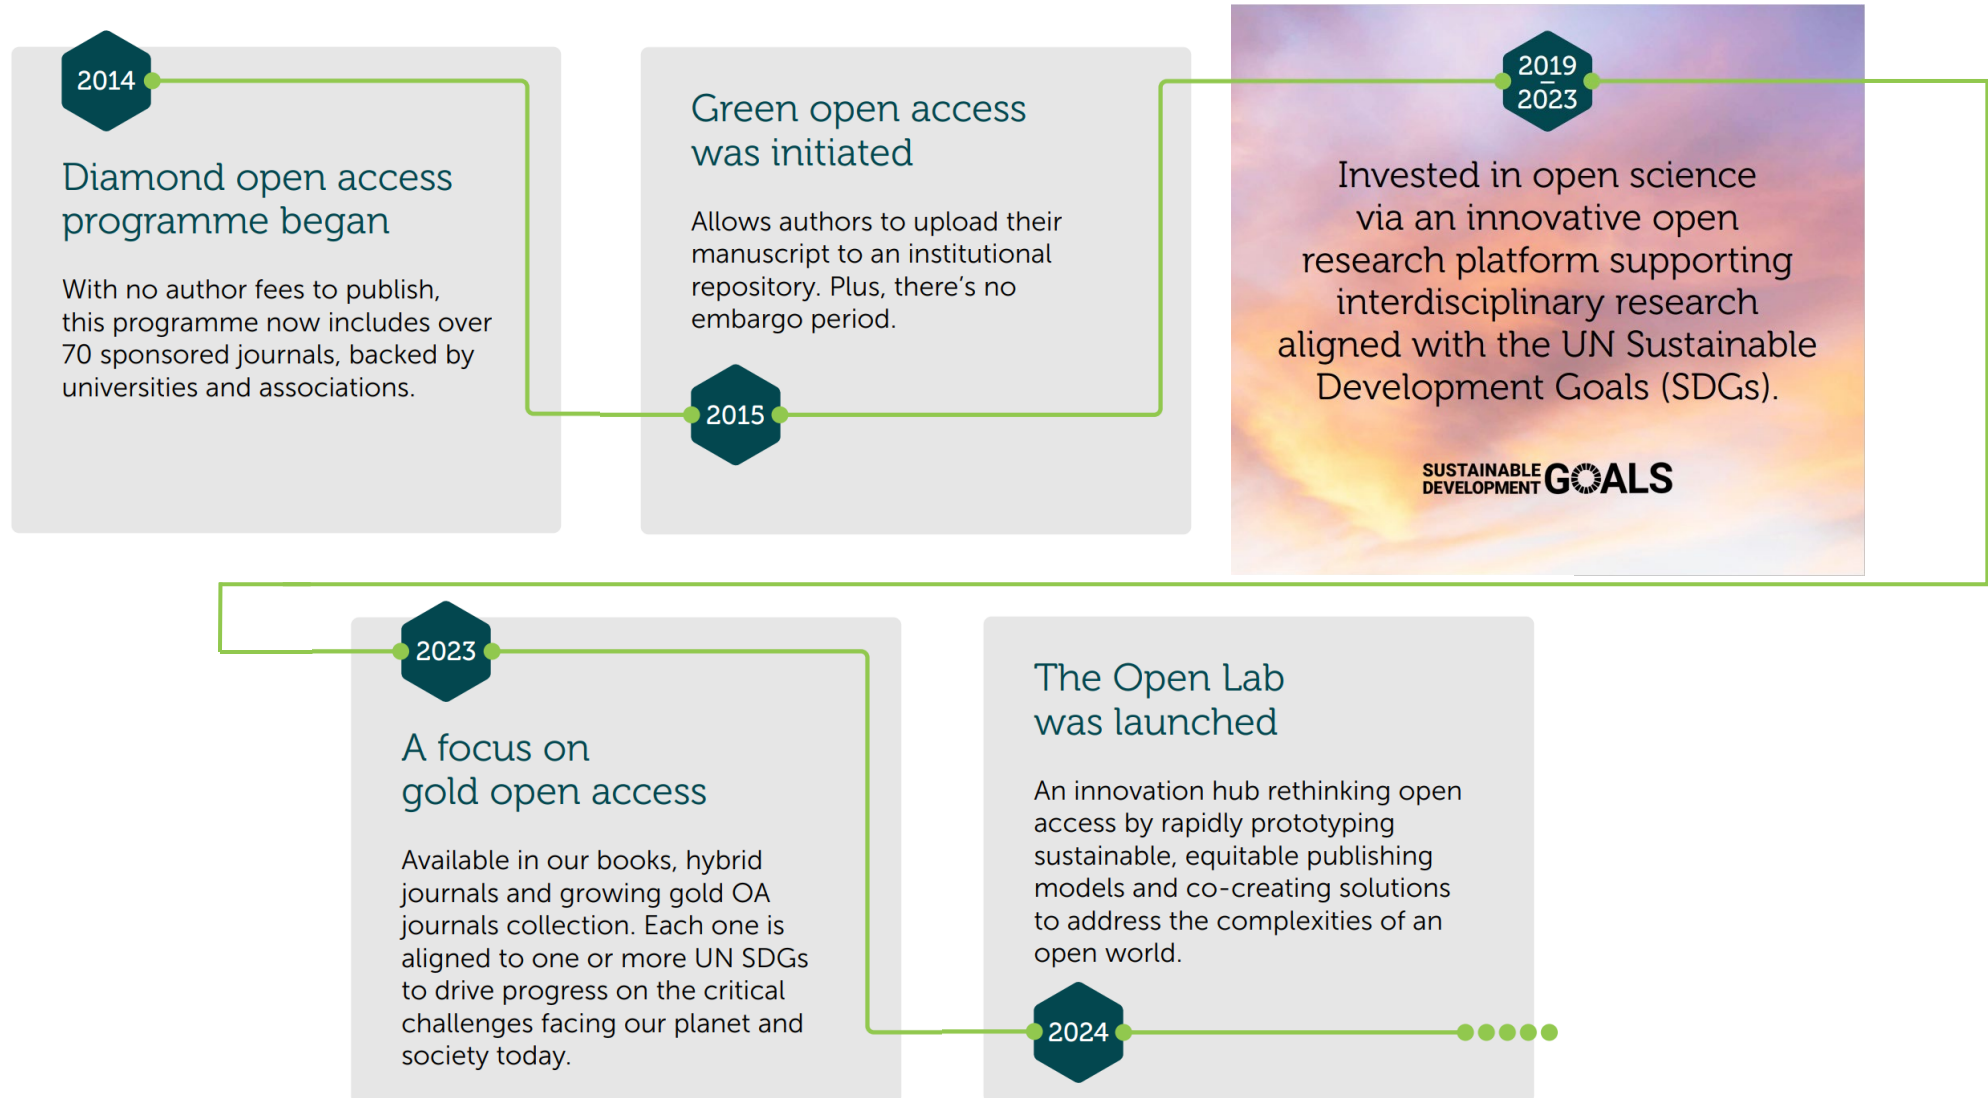 2014
Diamond open access
programme began
With no author fees to publish,
this programme now includes over
70 sponsored journals, backed by
universities and associations.
Green open access
was initiated
Allows authors to upload their
manuscript to an institutional
repository. Plus, there's no
embargo period.
2015
2019
–
2023
Invested in open science
via an innovative open
research platform supporting
interdisciplinary research
aligned with the UN Sustainable
Development Goals (SDGs).
SUSTAINABLE
DEVELOPMENT GOALS
2023
A focus on
gold open access
Available in our books, hybrid
journals and growing gold OA
journals collection. Each one is
aligned to one or more UN SDGs
to drive progress on the critical
challenges facing our planet and
society today.
The Open Lab
was launched
An innovation hub rethinking open
access by rapidly prototyping
sustainable, equitable publishing
models and co-creating solutions
to address the complexities of an
open world.
2024